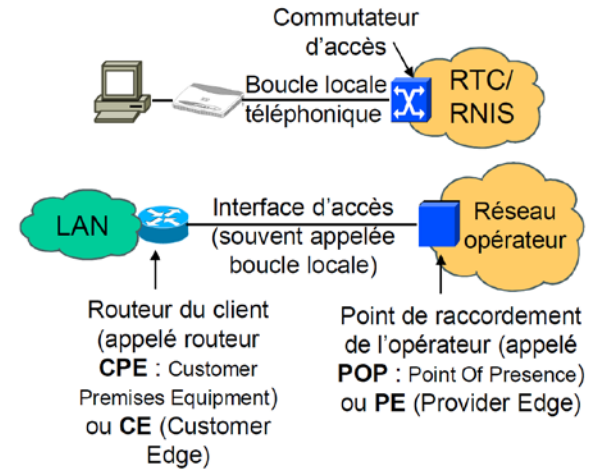 Commutateur
d'accès
Boucle locale
téléphonique
RTC/
RNIS
LAN
Interface d'accès
(souvent appelée
boucle locale)
Réseau
opérateur
Routeur du client
(appelé routeur
CPE : Customer
Premises Equipment)
ou CE (Customer
Edge)
Point de raccordement
de l'opérateur (appelé
POP : Point Of Presence)
ou PE (Provider Edge)